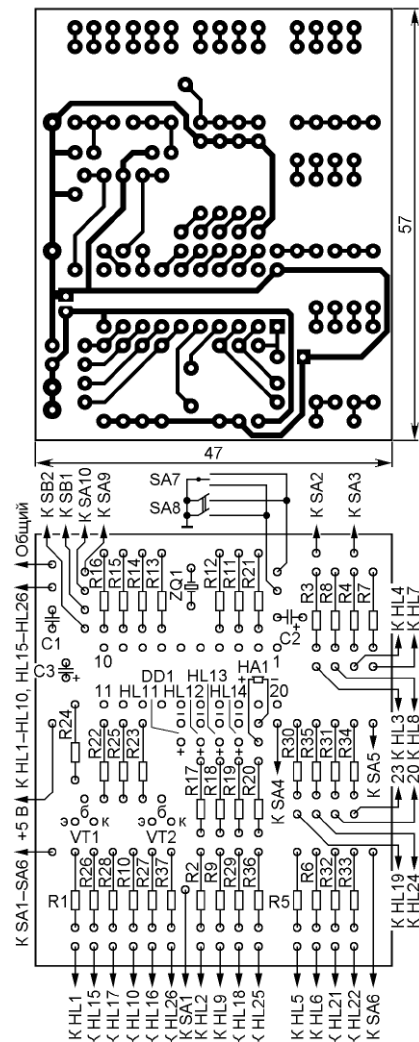 57
47
К SB2
К SB1
К SA10
К SA9
SA7
SA8
К SA2
К SA3
Общий
К HL1–HL10, HL15–HL26
+5 В
К SA1–SA6
R16
R15
R14
R13
ZQ1
R12
R11
R21
C1
C2
+
R3
R8
R4
R7
К HL4
К HL7
10
1
C3
+
11
DD1
HL11
HL12
HL13
HL14
HA1
+
–
20
К HL3
К HL8
R24
R22
R25
R23
+
+
+
+
R17
R18
R19
R20
К SA4
R30
R35
R31
R34
К SA5
К HL23
К HL20
б
б
Э
К
Э
К
VT1
VT2
К HL19
К HL24
R1
R26
R28
R10
R27
R37
R2
R9
R29
R36
R5
R6
R32
R33
К HL1
К HL15
К HL17
К HL10
К HL16
К HL26
К SA1
К HL2
К HL9
К HL18
К HL25
К HL5
К HL6
К HL21
К HL22
К SA6